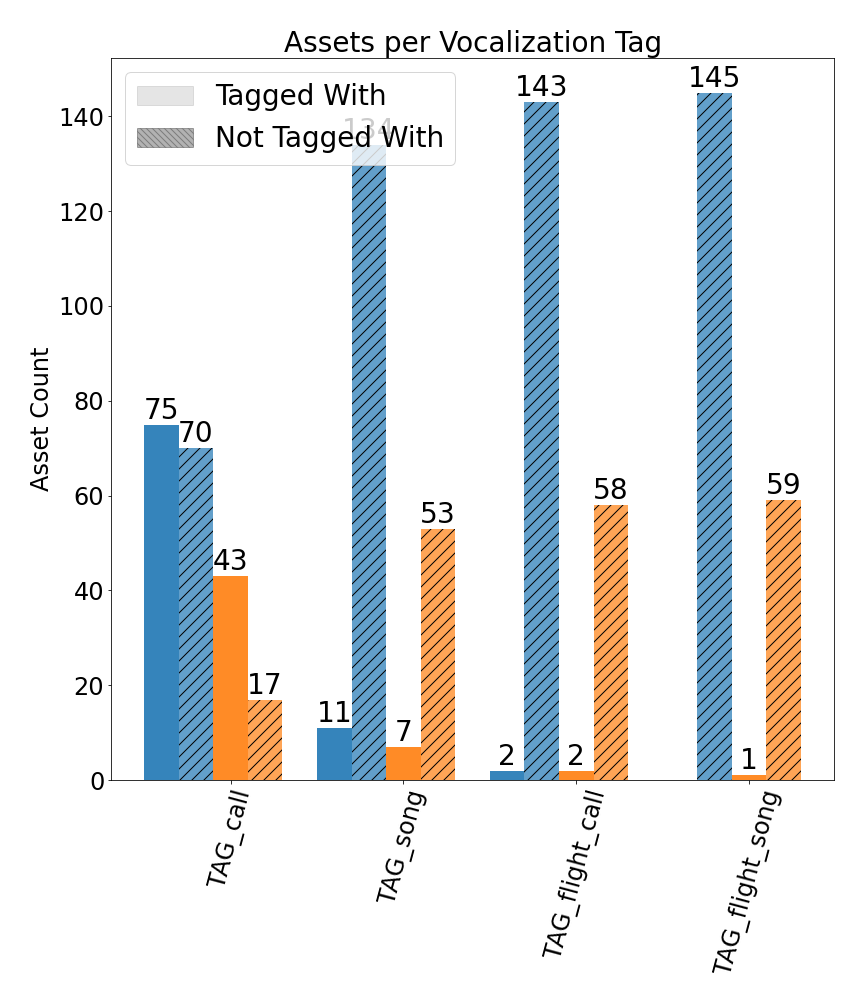 Assets per Vocalization Tag
Tagged With
Not Tagged With
Asset Count
140
120
100
80
60
40
20
0
75
70
43
17
11
134
7
53
2
143
2
58
145
1
59
TAG_call
TAG_song
TAG_flight_call
TAG_flight_song